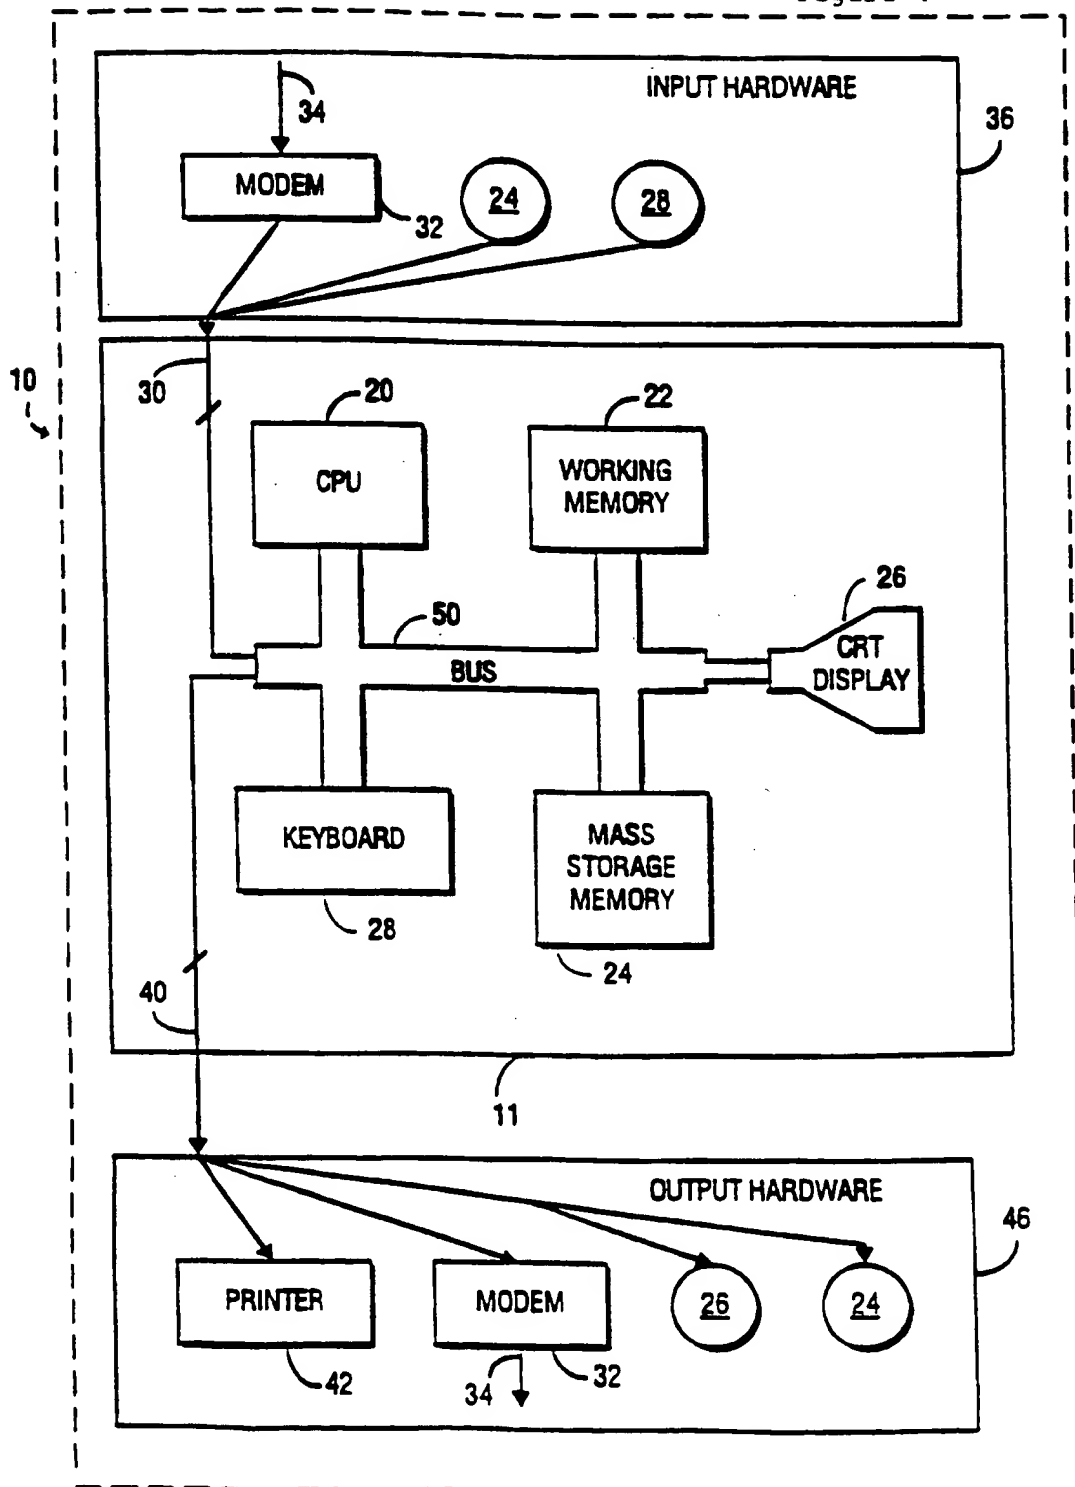 INPUT HARDWARE
34
36
MODEM
32
24
28
10
30
20
22
CPU
WORKING
MEMORY
26
50
BUS
CRT
DISPLAY
KEYBOARD
28
MASS
STORAGE
MEMORY
24
40
11
OUTPUT HARDWARE
46
PRINTER
MODEM
26
24
42
34
32